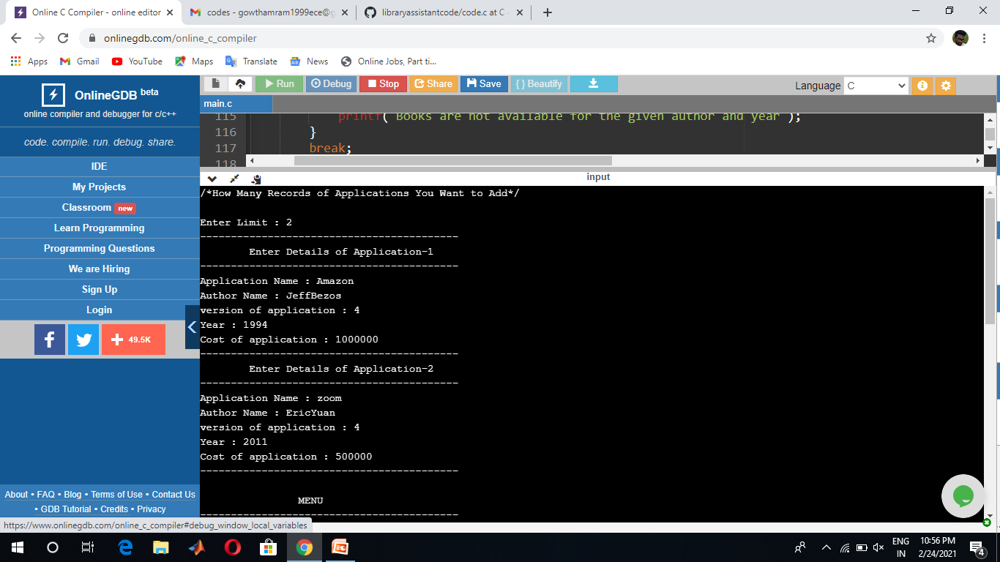 Online C Compiler - online editor
codes - gowthamram1999ece@g
libraryassistantcode/code.c at C
onlinegdb.com/online_c_compiler
Apps Gmail YouTube Maps Translate News Online Jobs, Part ti...
OnlineGDB beta
online compiler and debugger for c/c++
code. compile. run. debug. share.
IDE
My Projects
Classroom new
Learn Programming
Programming Questions
We are Hiring
Sign Up
Login
49.5K
About • FAQ • Blog • Terms of Use • Contact Us
• GDB Tutorial • Credits • Privacy
Run Debug Stop Share Save {} Beautify
Language C
main.c
115 printf( Books are not available for the given author and year );
116 }
117 break;
118
input
/*How Many Records of Applications You Want to Add*/
Enter Limit : 2
------------------------------------------
Enter Details of Application-1
------------------------------------------
Application Name : Amazon
Author Name : JeffBezos
version of application : 4
Year : 1994
Cost of application : 1000000
------------------------------------------
Enter Details of Application-2
------------------------------------------
Application Name : zoom
Author Name : EricYuan
version of application : 4
Year : 2011
Cost of application : 500000
------------------------------------------
MENU
------------------------------------------
https://www.onlinegdb.com/online_c_compiler#debug_window_local_variables
ENG
IN
10:56 PM
2/24/2021
4